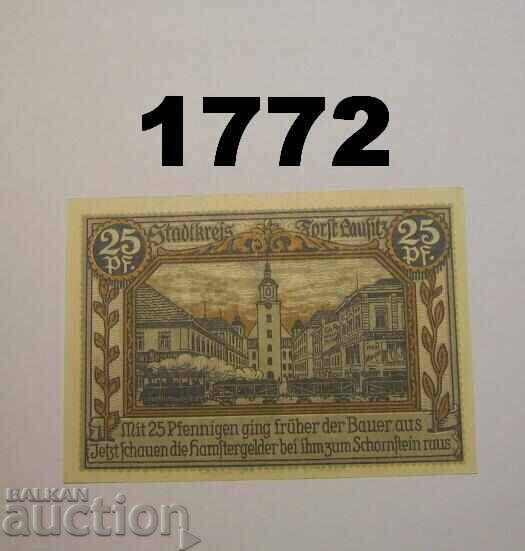 1772
25 Pf.
Stadtkreis Forst Lausitz
25 Pf.
Mit 25 Pfennigen ging früher der Bauer aus
Jetzt schauen die Hamstergelder bei ihm zum Schornstein raus
BALKAN
auction